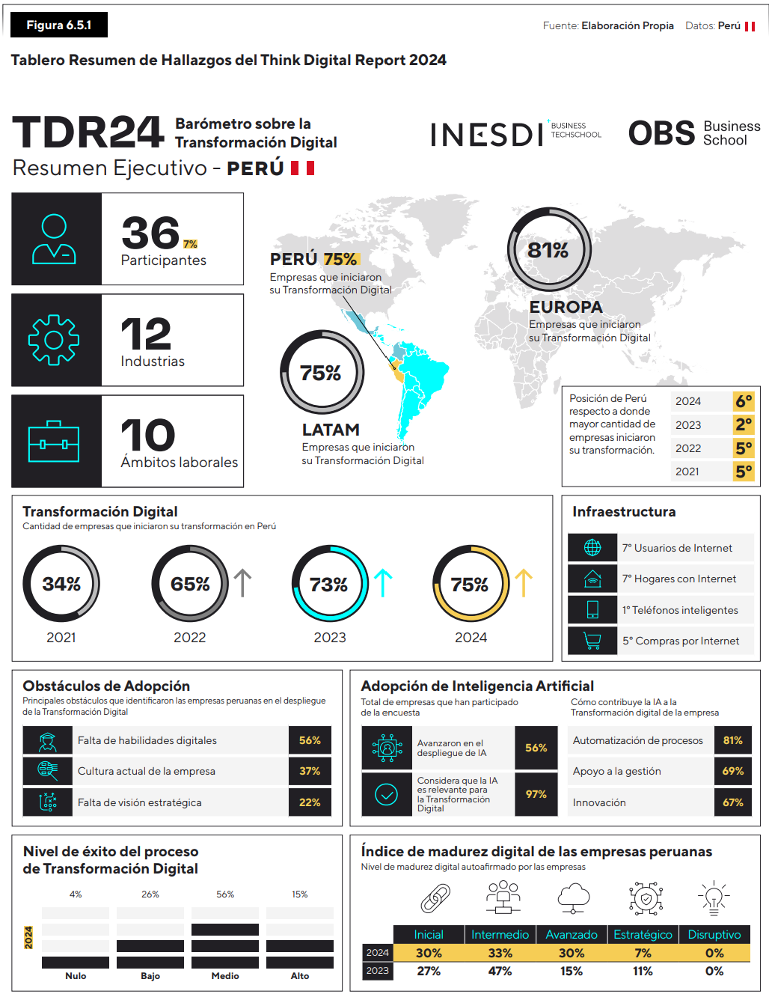 Figura 6.5.1
Fuente: Elaboración Propia Datos: Perú
Tablero Resumen de Hallazgos del Think Digital Report 2024
TDR24
Barómetro sobre la
Transformación Digital
Resumen Ejecutivo - PERÚ
INESDI
+BUSINESS
TECHSCHOOL
OBS
Business
School
36
7%
Participantes
12
Industrias
10
Ámbitos laborales
PERÚ 75%
Empresas que iniciaron
su Transformación Digital
81%
EUROPA
Empresas que iniciaron
su Transformación Digital
75%
LATAM
Empresas que iniciaron
su Transformación Digital
Posición de Perú
respecto a donde
mayor cantidad de
empresas iniciaron
su transformación.
2024 6°
2023 2°
2022 5°
2021 5°
Transformación Digital
Cantidad de empresas que iniciaron su transformación en Perú
34%
65%
73%
75%
2021
2022
2023
2024
Infraestructura
7° Usuarios de Internet
7° Hogares con Internet
1° Teléfonos inteligentes
5° Compras por Internet
Obstáculos de Adopción
Principales obstáculos que identificaron las empresas peruanas en el despliegue
de la Transformación Digital
Falta de habilidades digitales 56%
Cultura actual de la empresa 37%
Falta de visión estratégica 22%
Adopción de Inteligencia Artificial
Total de empresas que han participado
de la encuesta
Avanzaron en el
despliegue de IA
56%
Considera que la IA
es relevante para
la Transformación
Digital
97%
Cómo contribuye la IA a la
Transformación digital de la empresa
Automatización de procesos 81%
Apoyo a la gestión 69%
Innovación 67%
Nivel de éxito del proceso
de Transformación Digital
4% 26% 56% 15%
2024
Nulo Bajo Medio Alto
Índice de madurez digital de las empresas peruanas
Nivel de madurez digital autoafirmado por las empresas
Inicial Intermedio Avanzado Estratégico Disruptivo
2024 30% 33% 30% 7% 0%
2023 27% 47% 15% 11% 0%